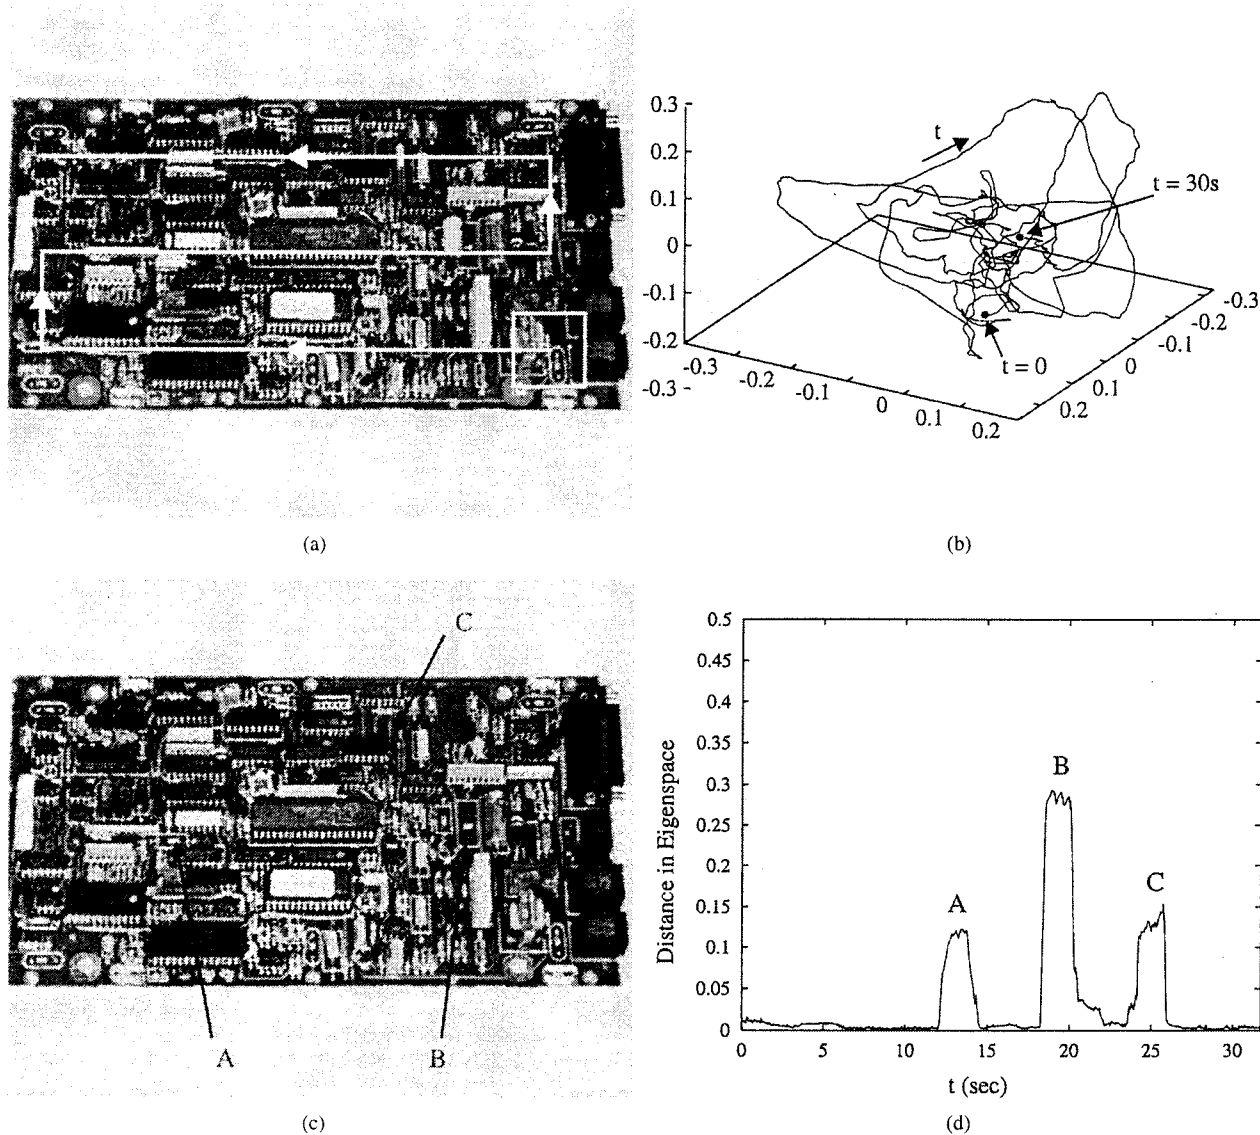 0.3
0.2
0.1
0
-0.1
-0.2
-0.3
t
t = 30s
t = 0
-0.3
-0.2
-0.1
0
0.1
0.2
-0.3
-0.2
-0.1
0
0.1
0.2
(a)
(b)
C
A
B
0.5
0.45
0.4
0.35
0.3
0.25
0.2
0.15
0.1
0.05
0
Distance in Eigenspace
A
B
C
0 5 10 15 20 25 30
t (sec)
(c)
(d)